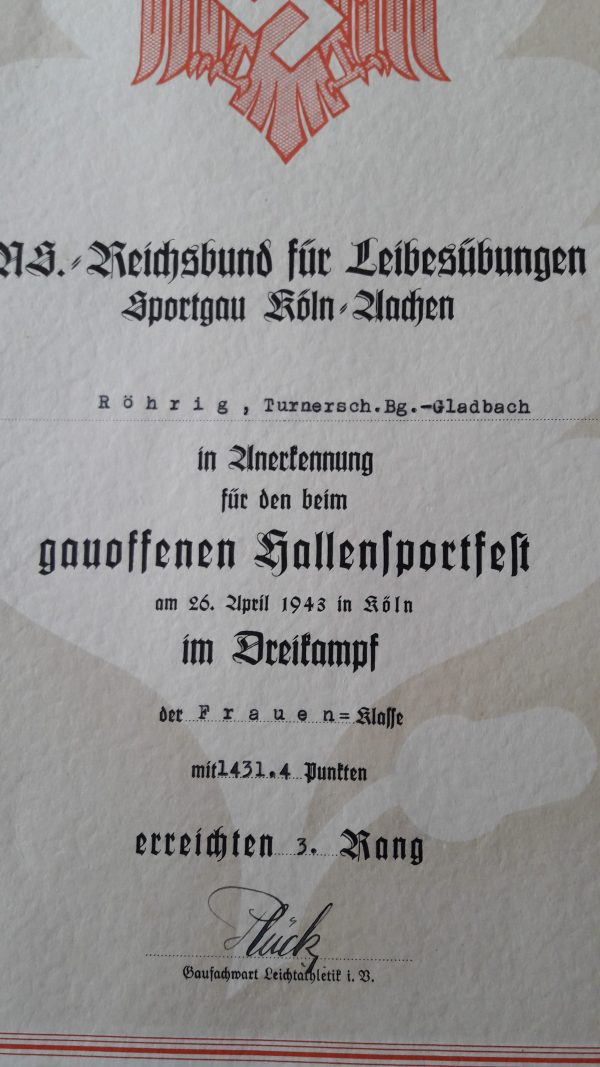 NS.-Reichsbund für Leibesübungen
Sportgau Köln-Aachen
Röhrig, Turnersch.Bg.-Gladbach
in Anerkennung
für den beim
gauoffenen Hallenſportfeſt
am 26. April 1943 in Köln
im Dreikampf
der Frauen=Klaſſe
mit 1431.4 Punkten
erreichten 3. Rang
Plück
Gaufachwart Leichtathletik i. V.